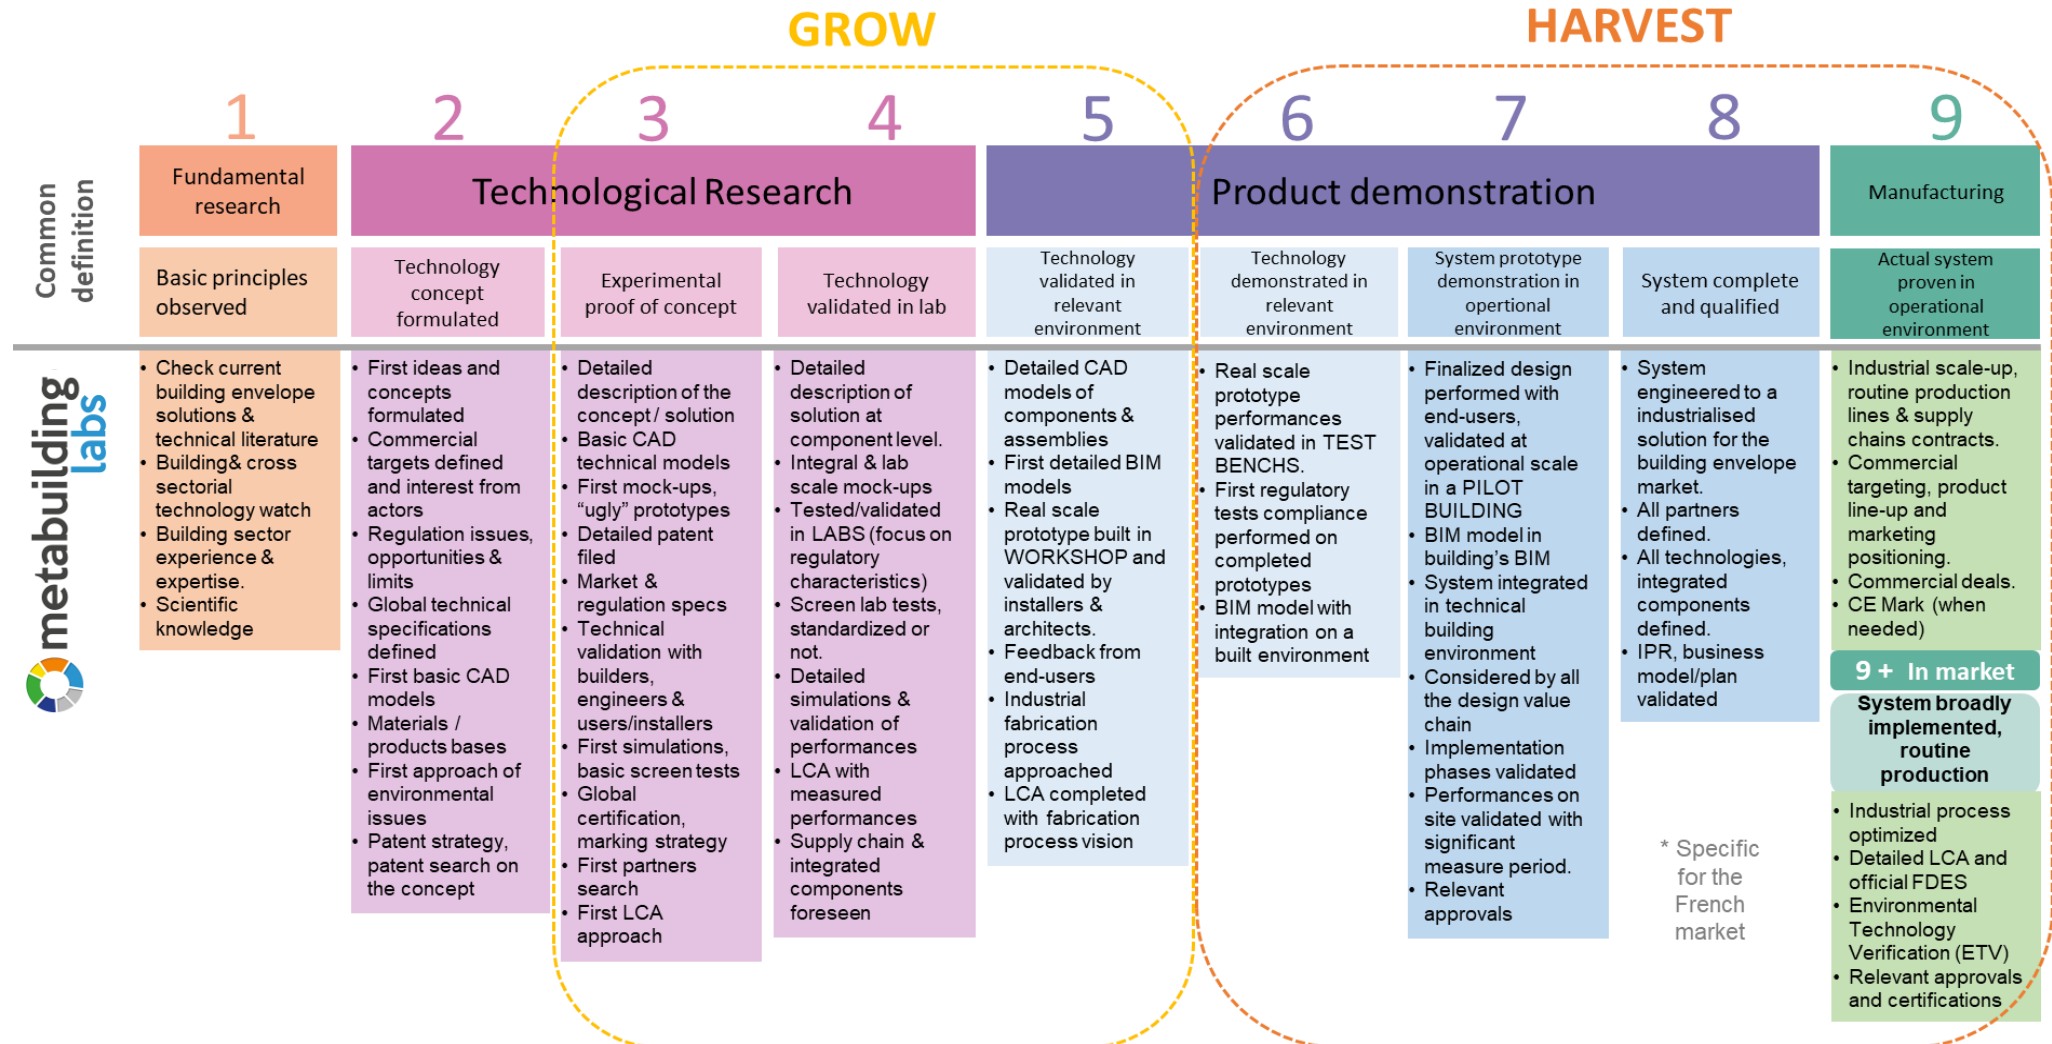 GROW
HARVEST
1
2
3
4
5
6
7
8
9
Common
definition
Fundamental
research
Technological Research
Product demonstration
Manufacturing
Basic principles
observed
Technology
concept
formulated
Experimental
proof of concept
Technology
validated in lab
Technology
validated in
relevant
environment
Technology
demonstrated in
relevant
environment
System prototype
demonstration in
opertional
environment
System complete
and qualified
Actual system
proven in
operational
environment
metabuilding
labs
• Check current
building envelope
solutions &
technical literature
• Building& cross
sectorial
technology watch
• Building sector
experience &
expertise.
• Scientific
knowledge
• First ideas and
concepts
formulated
• Commercial
targets defined
and interest from
actors
• Regulation issues,
opportunities &
limits
• Global technical
specifications
defined
• First basic CAD
models
• Materials /
products bases
• First approach of
environmental
issues
• Patent strategy,
patent search on
the concept
• Detailed
description of the
concept / solution
• Basic CAD
technical models
• First mock-ups,
“ugly” prototypes
• Detailed patent
filed
• Market &
regulation specs
• Technical
validation with
builders,
engineers &
users/installers
• First simulations,
basic screen tests
• Global
certification,
marking strategy
• First partners
search
• First LCA
approach
• Detailed
description of
solution at
component level.
• Integral & lab
scale mock-ups
• Tested/validated
in LABS (focus on
regulatory
characteristics)
• Screen lab tests,
standardized or
not.
• Detailed
simulations &
validation of
performances
• LCA with
measured
performances
• Supply chain &
integrated
components
foreseen
• Detailed CAD
models of
components &
assemblies
• First detailed BIM
models
• Real scale
prototype built in
WORKSHOP and
validated by
installers &
architects.
• Feedback from
end-users
• Industrial
fabrication
process
approached
• LCA completed
with fabrication
process vision
• Real scale
prototype
performances
validated in TEST
BENCHS.
• First regulatory
tests compliance
performed on
completed
prototypes
• BIM model with
integration on a
built environment
• Finalized design
performed with
end-users,
validated at
operational scale
in a PILOT
BUILDING
• BIM model in
building’s BIM
• System integrated
in technical
building
environment
• Considered by all
the design value
chain
• Implementation
phases validated
• Performances on
site validated with
significant
measure period.
• Relevant
approvals
• System
engineered to a
industrialised
solution for the
building envelope
market.
• All partners
defined.
• All technologies,
integrated
components
defined.
• IPR, business
model/plan
validated
* Specific
for the
French
market
• Industrial scale-up,
routine production
lines & supply
chains contracts.
• Commercial
targeting, product
line-up and
marketing
positioning.
• Commercial deals.
• CE Mark (when
needed)
9 + In market
System broadly
implemented,
routine
production
• Industrial process
optimized
• Detailed LCA and
official FDES
• Environmental
Technology
Verification (ETV)
• Relevant approvals
and certifications